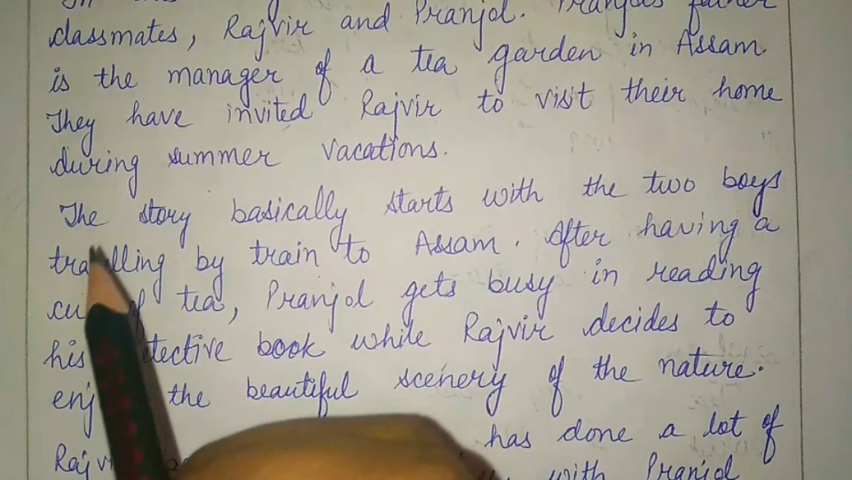 classmates, Rajvir and Pranjol. Pranjol's father
is the manager of a tea garden in Assam
They have invited Rajvir to visit their home
during summer vacations.
The story basically starts with the two boys
by train to Assam. After having a
tea, Pranjol gets busy in reading
his book while Rajvir decides to
the beautiful scenery of the nature.
has done a lot of
with Pranjol